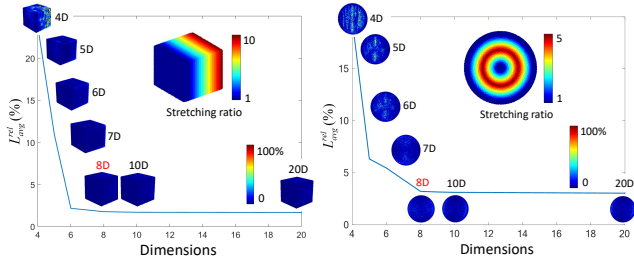 4D
5D
6D
7D
8D
10D
20D
10
1
Stretching ratio
100%
0
20
15
10
5
0
4
6
8
10
12
14
16
18
20
L_avg^rel (%)
Dimensions
4D
5D
6D
7D
8D
10D
20D
5
1
Stretching ratio
100%
0
15
10
5
0
4
6
8
10
12
14
16
18
20
L_avg^rel (%)
Dimensions